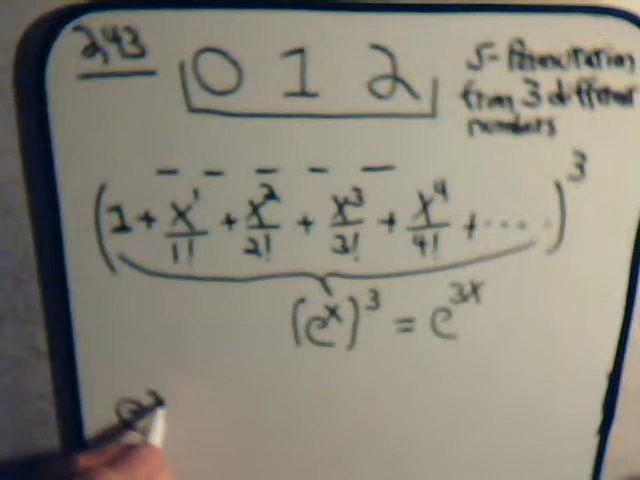 243
0 1 2
5-Permutation
from 3 different
numbers
(1 + x¹/1! + x²/2! + x³/3! + x⁴/4! + ....)³
(eˣ)³ = e³ˣ